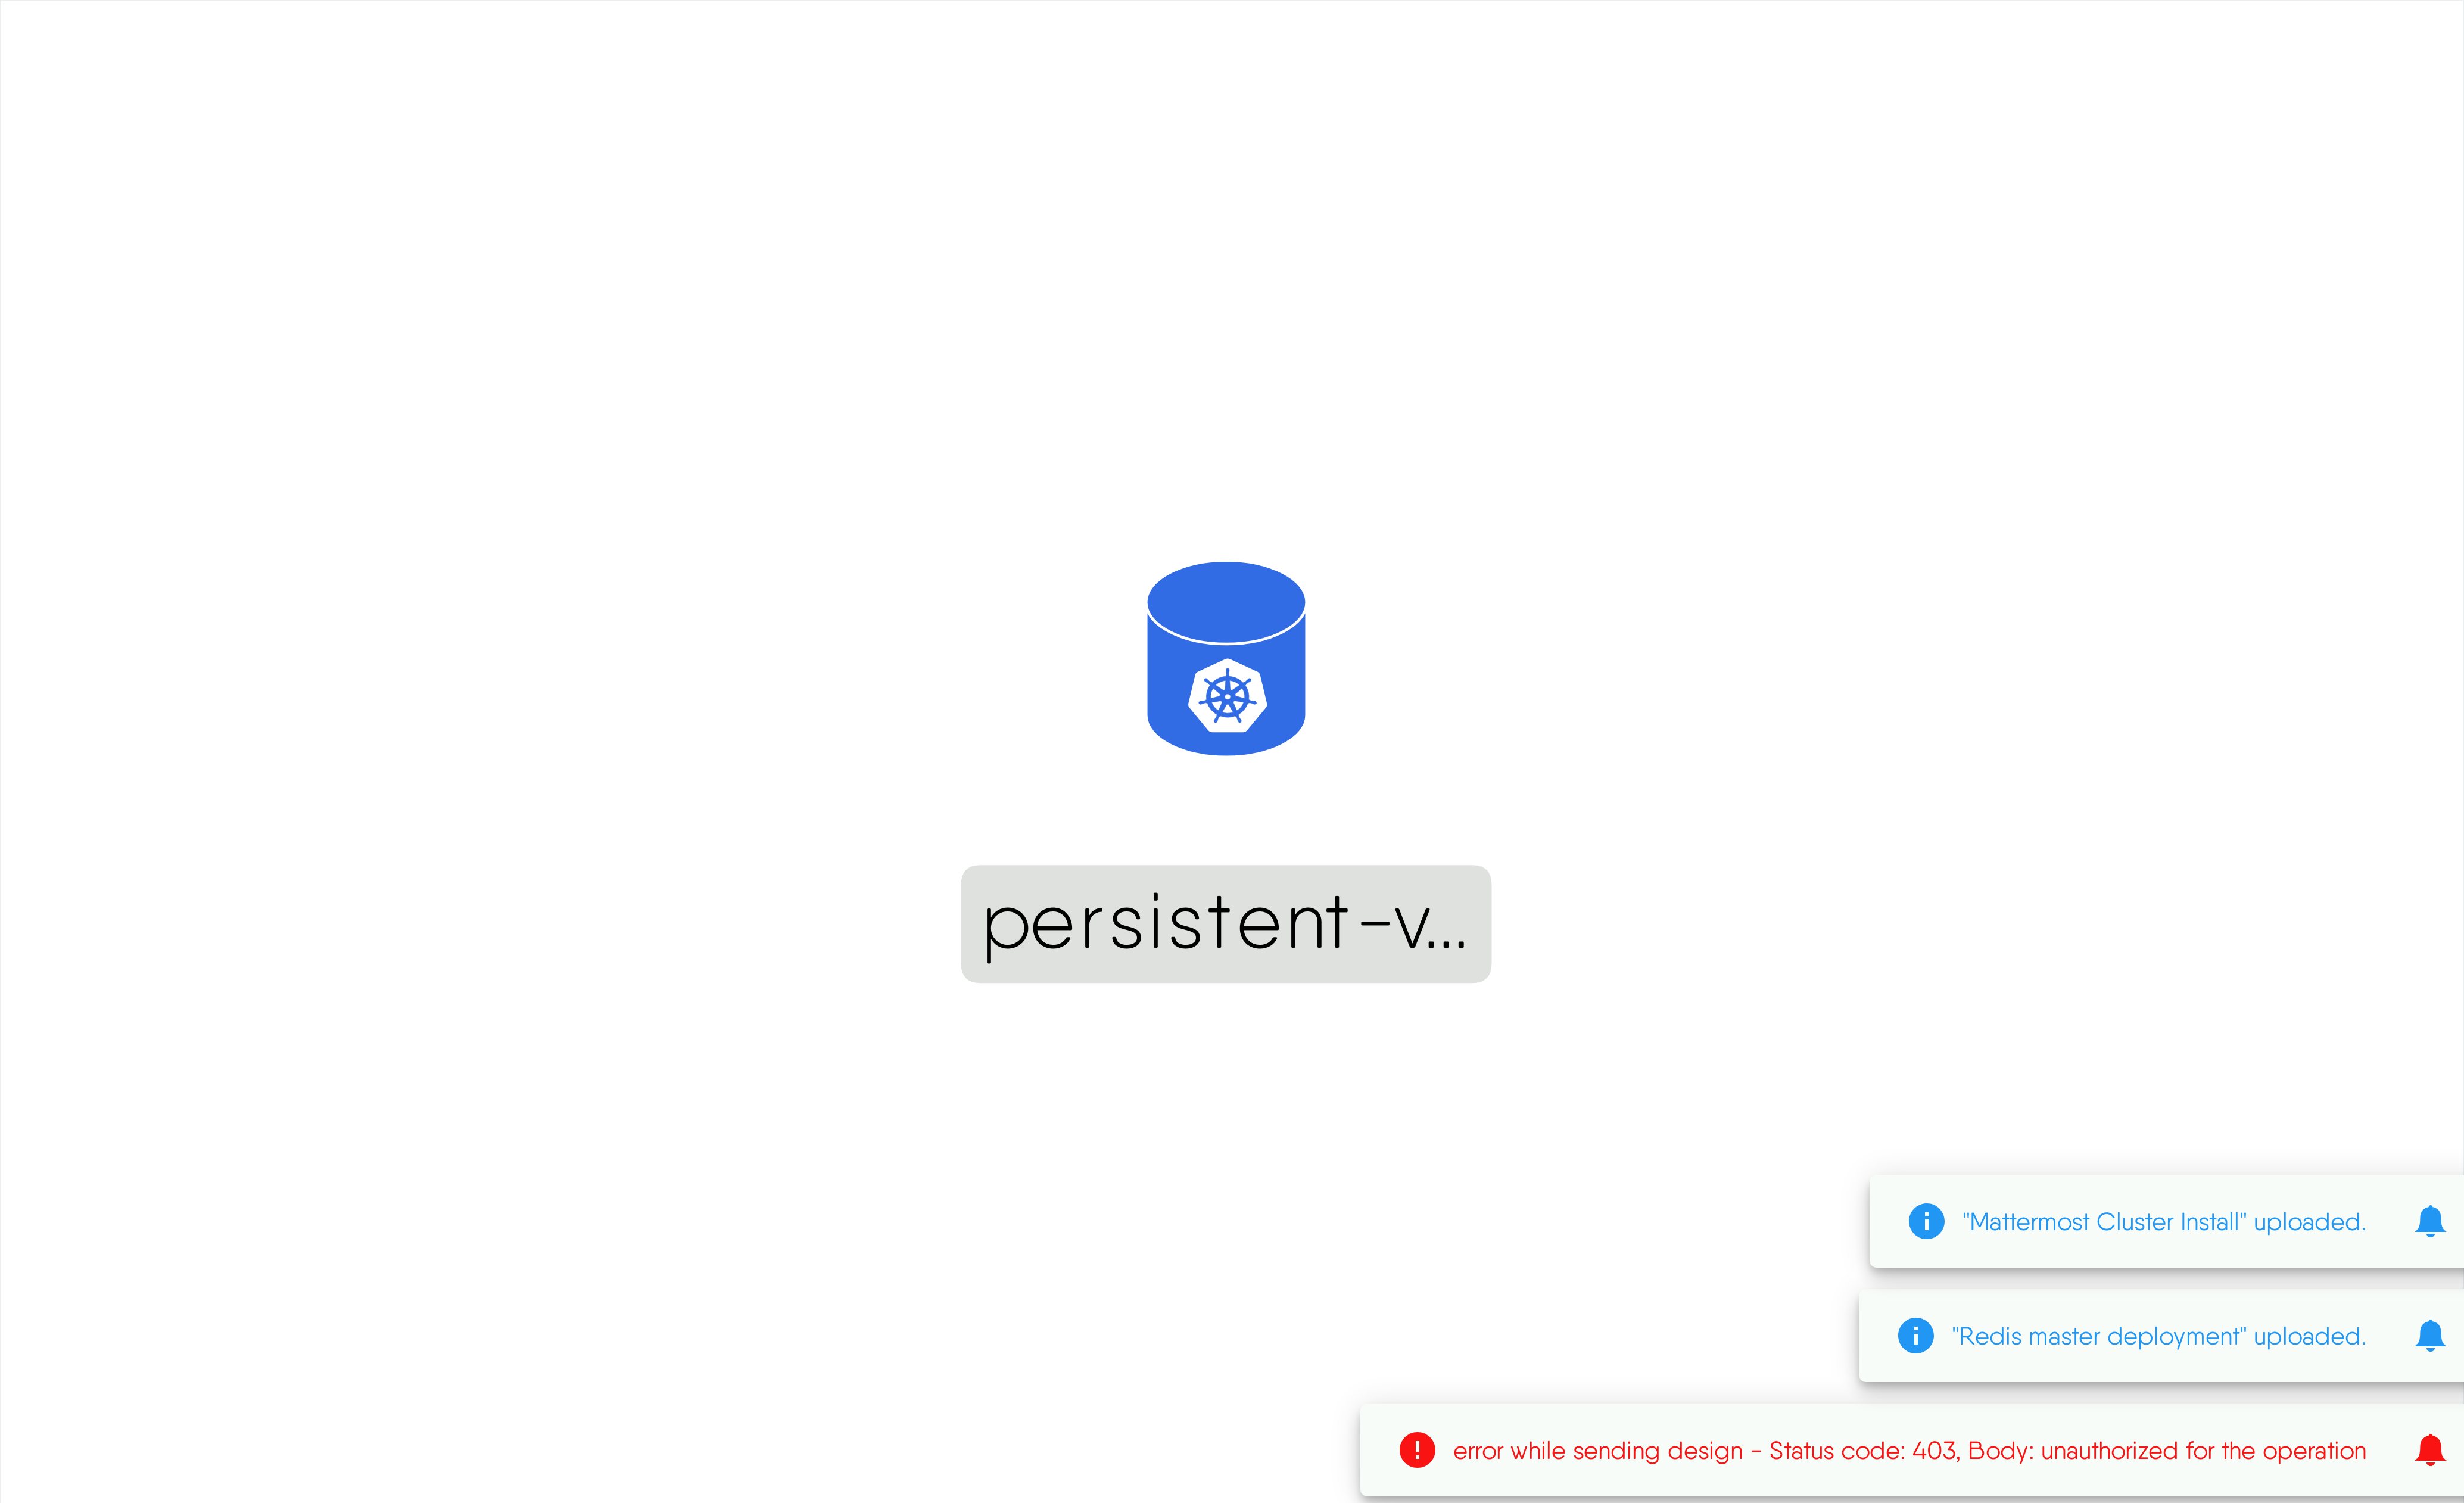 persistent-v...
"Mattermost Cluster Install" uploaded.
"Redis master deployment" uploaded.
error while sending design - Status code: 403, Body: unauthorized for the operation